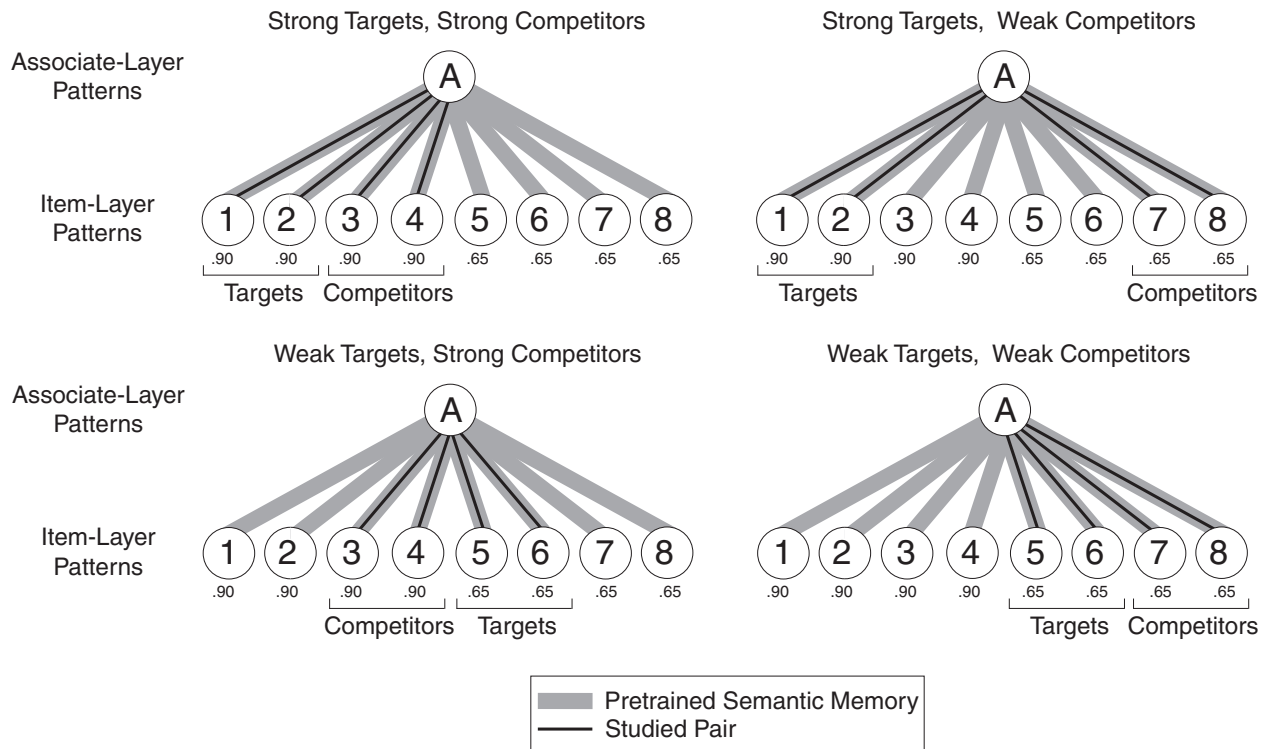 Strong Targets, Strong Competitors
Associate-Layer
Patterns
A
Item-Layer
Patterns
1 2 3 4 5 6 7 8
.90 .90 .90 .90 .65 .65 .65 .65
Targets Competitors
Strong Targets, Weak Competitors
A
1 2 3 4 5 6 7 8
.90 .90 .90 .90 .65 .65 .65 .65
Targets Competitors
Weak Targets, Strong Competitors
Associate-Layer
Patterns
A
Item-Layer
Patterns
1 2 3 4 5 6 7 8
.90 .90 .90 .90 .65 .65 .65 .65
Competitors Targets
Weak Targets, Weak Competitors
A
1 2 3 4 5 6 7 8
.90 .90 .90 .90 .65 .65 .65 .65
Targets Competitors
Pretrained Semantic Memory
Studied Pair